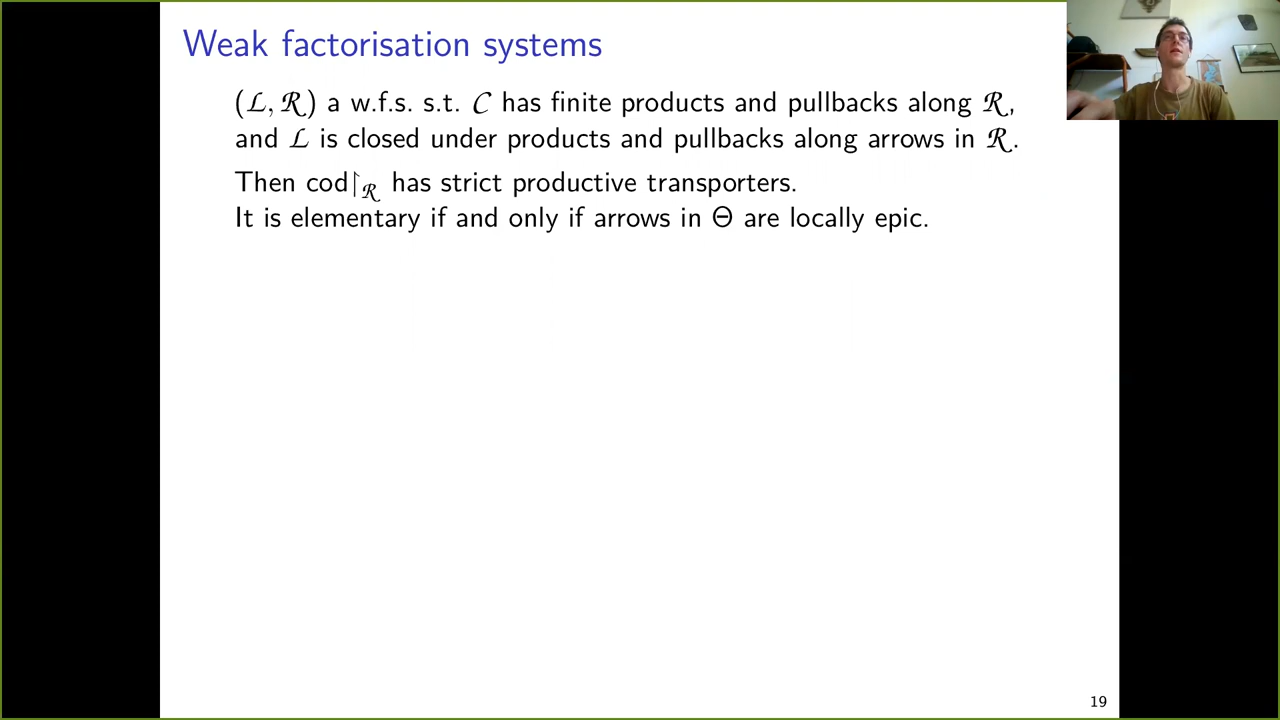 Weak factorisation systems
(ℒ, ℛ) a w.f.s. s.t. 𝒞 has finite products and pullbacks along ℛ,
and ℒ is closed under products and pullbacks along arrows in ℛ.
Then cod↾ℛ has strict productive transporters.
It is elementary if and only if arrows in Θ are locally epic.
19